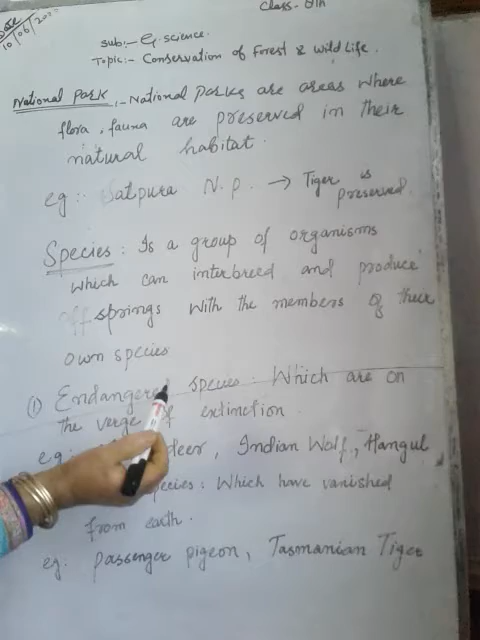 Date
Class- 8th
10/06/20
Sub:- G. Science.
Topic:- Conservation of Forest & Wild Life.
National Park :- National Parks are areas where
flora, fauna are preserved in their
natural habitat.
eg:- Satpura N.P. → Tiger is
preserved.
Species: Is a group of organisms
which can interbreed and produce
off springs with the members of their
own species
(1) Endangered species: Which are on
the verge of extinction.
e.g. deer, Indian Wolf, Hangul
species: Which have vanished
from earth.
eg. passenger pigeon, Tasmanian Tiger